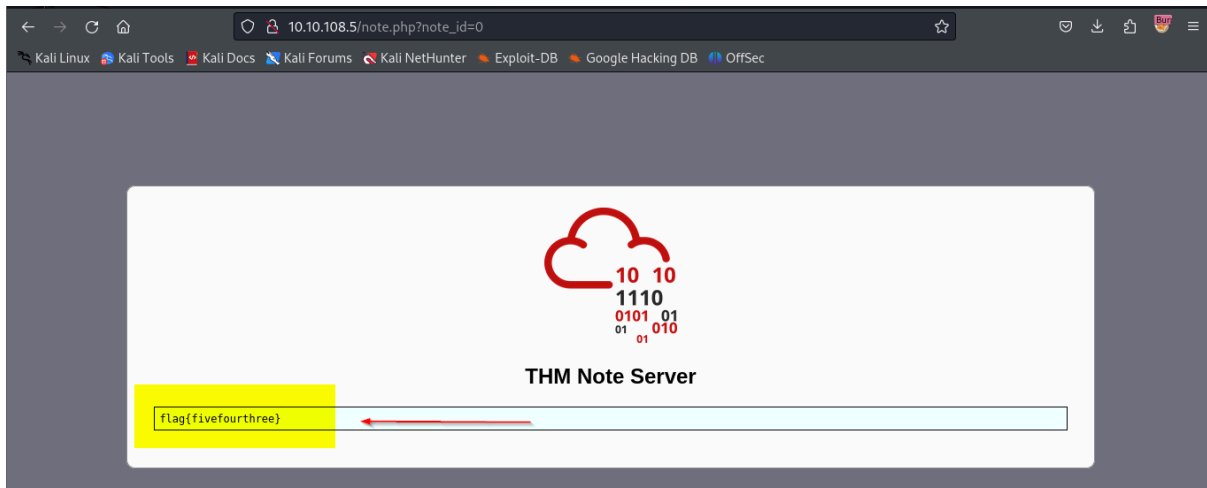 10.10.108.5/note.php?note_id=0
Bur
Kali Linux Kali Tools Kali Docs Kali Forums Kali NetHunter Exploit-DB Google Hacking DB OffSec
10 10
1110
0101 01
01 010
01
THM Note Server
flag{fivefourthree}